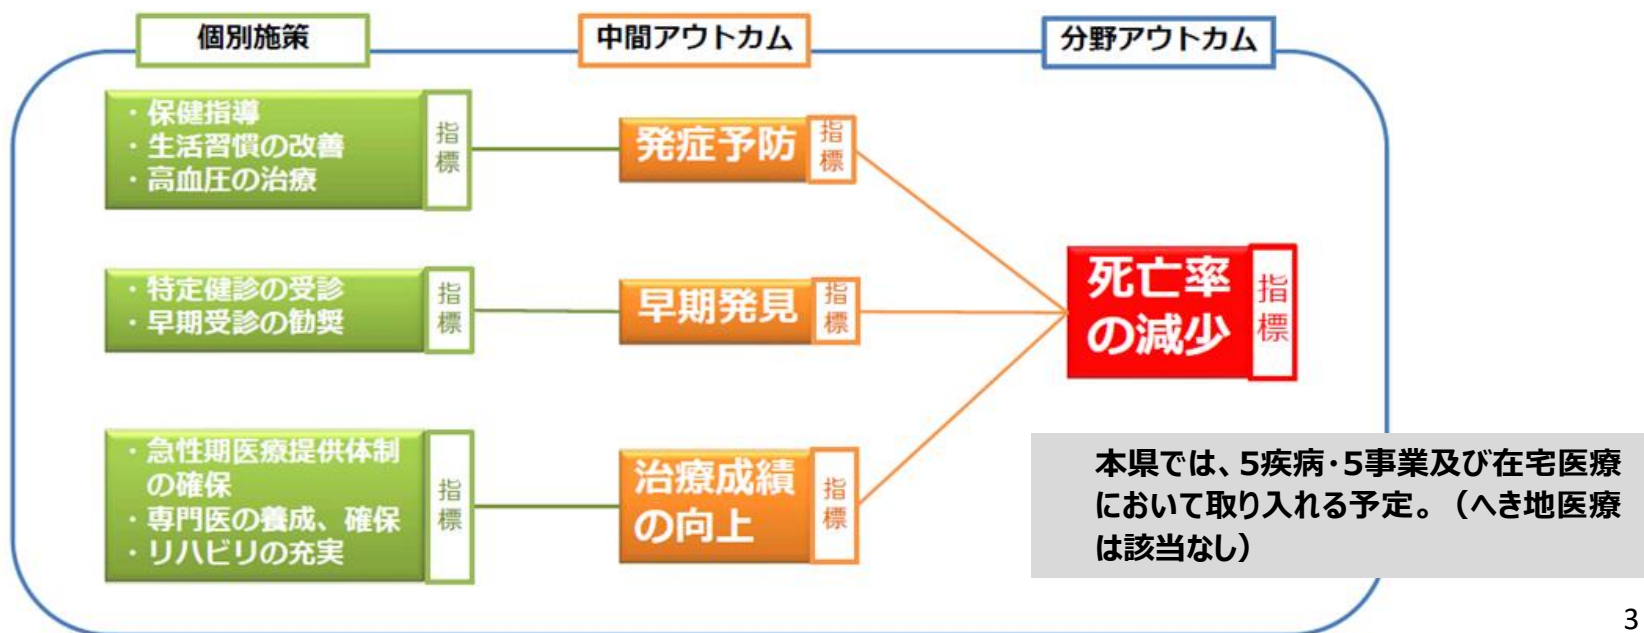 個別施策
中間アウトカム
分野アウトカム
・保健指導
・生活習慣の改善
・高血圧の治療
指標
発症予防
指標
・特定健診の受診
・早期受診の勧奨
指標
早期発見
指標
死亡率
の減少
指標
・急性期医療提供体制
の確保
・専門医の養成、確保
・リハビリの充実
指標
治療成績
の向上
指標
本県では、5疾病・5事業及び在宅医療
において取り入れる予定。（へき地医療
は該当なし）
3